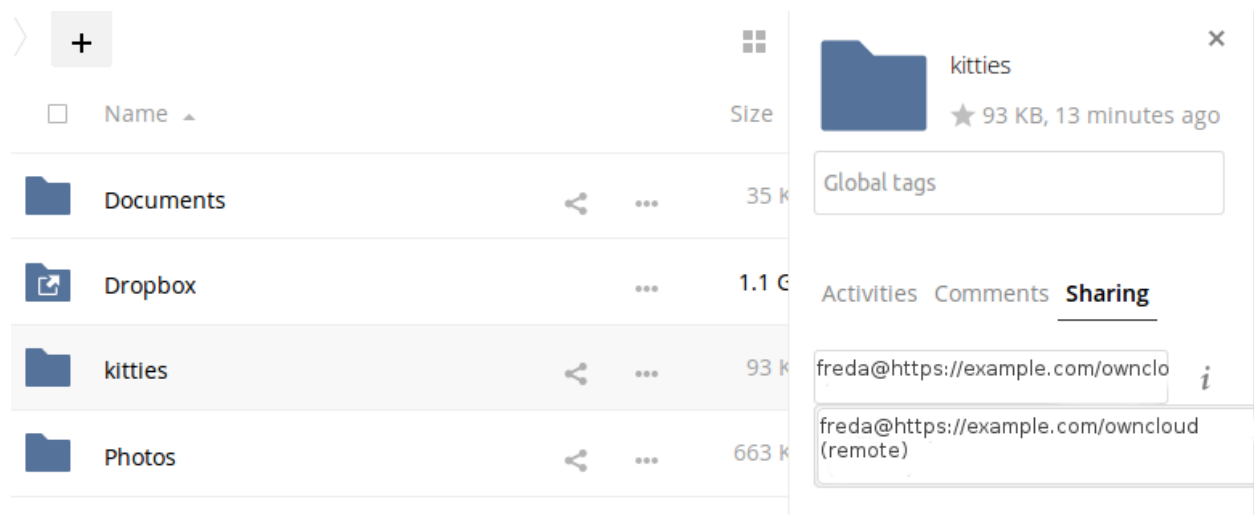 +
Name
Size
Documents
35 K
Dropbox
1.1 G
kitties
93 K
Photos
663 K
kitties
93 KB, 13 minutes ago
Global tags
Activities Comments Sharing
freda@https://example.com/ownclo
i
freda@https://example.com/owncloud
(remote)